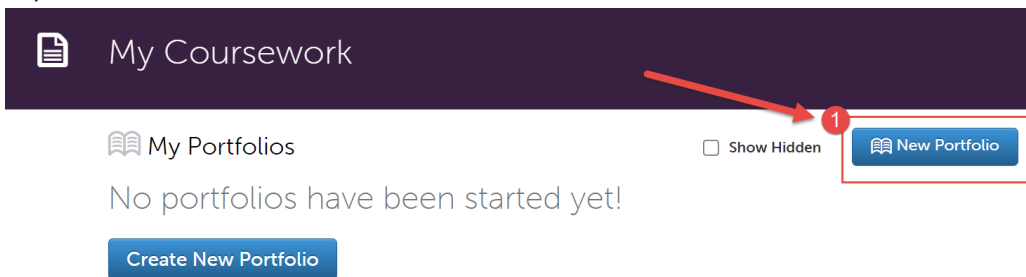 My Coursework
1
My Portfolios
Show Hidden
New Portfolio
No portfolios have been started yet!
Create New Portfolio